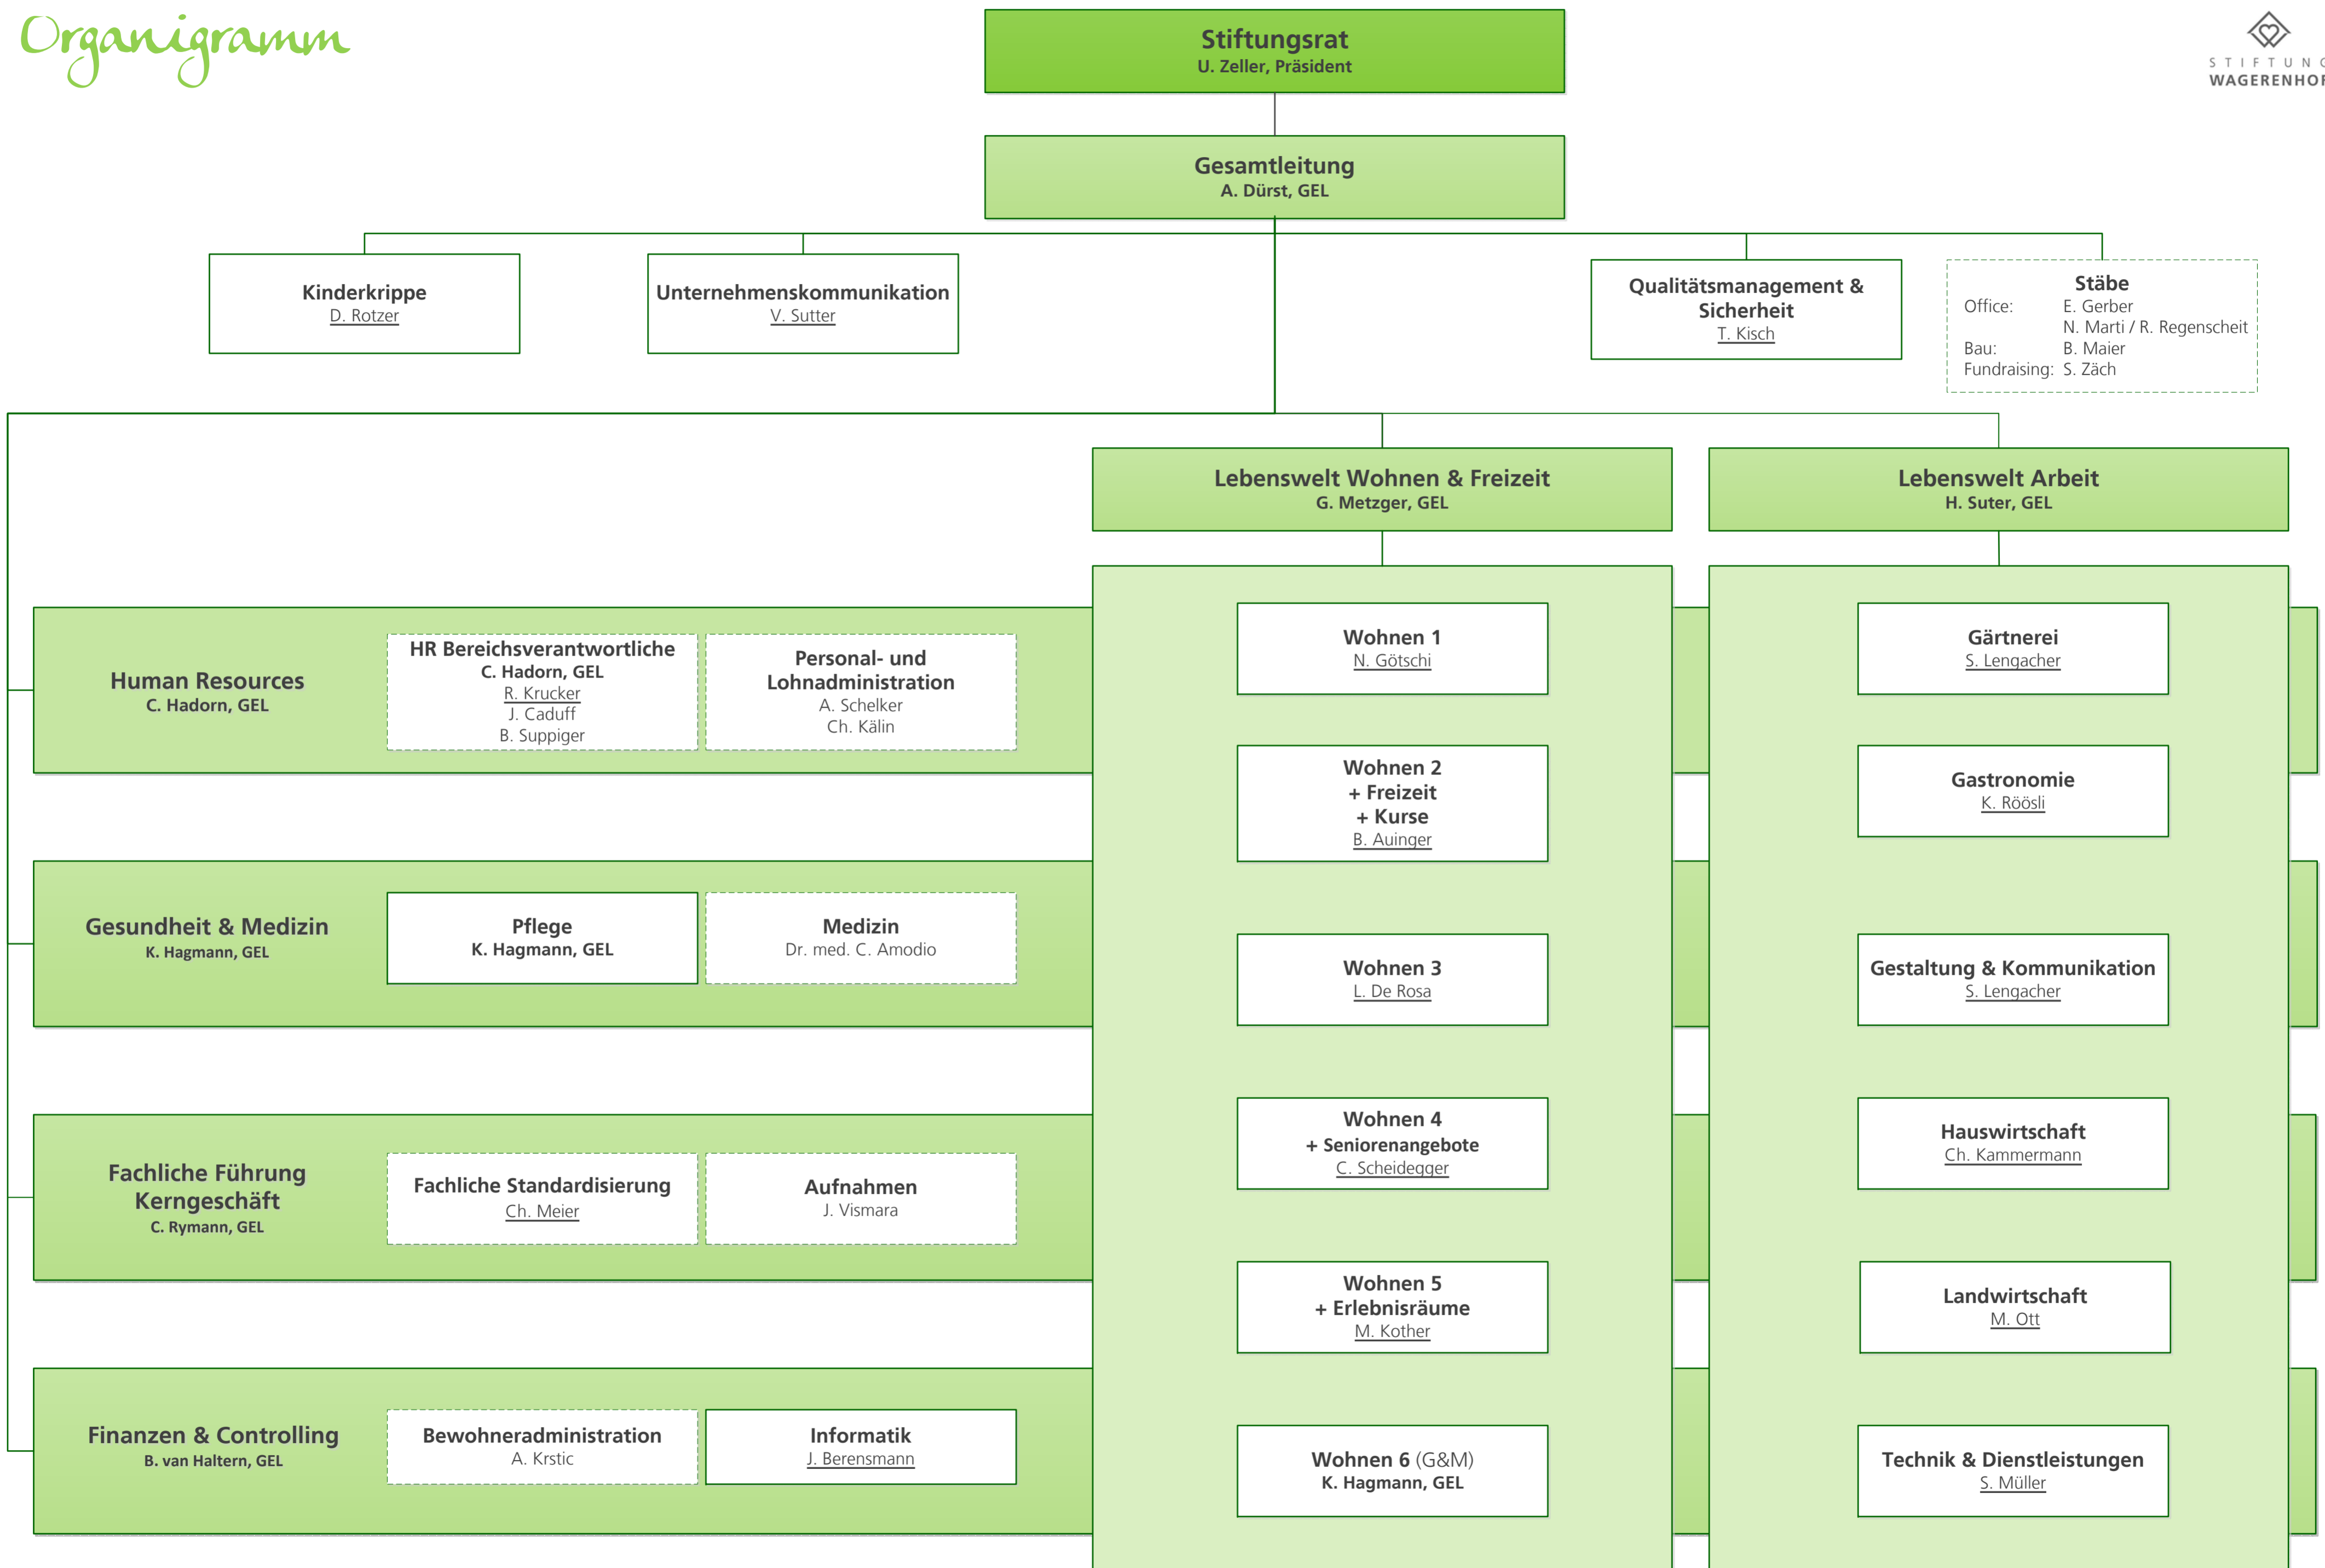 Organigramm
Stiftungsrat
U. Zeller, Präsident
STIFTUNG
WAGERENHOF
Gesamtleitung
A. Dürst, GEL
Kinderkrippe
D. Rotzer
Unternehmenskommunikation
V. Sutter
Qualitätsmanagement &
Sicherheit
T. Kisch
Stäbe
Office: E. Gerber
N. Marti / R. Regenscheit
Bau: B. Maier
Fundraising: S. Zäch
Lebenswelt Wohnen & Freizeit
G. Metzger, GEL
Lebenswelt Arbeit
H. Suter, GEL
Human Resources
C. Hadorn, GEL
HR Bereichsverantwortliche
C. Hadorn, GEL
R. Krucker
J. Caduff
B. Suppiger
Personal- und
Lohnadministration
A. Schelker
Ch. Kälin
Gesundheit & Medizin
K. Hagmann, GEL
Pflege
K. Hagmann, GEL
Medizin
Dr. med. C. Amodio
Fachliche Führung
Kerngeschäft
C. Rymann, GEL
Fachliche Standardisierung
Ch. Meier
Aufnahmen
J. Vismara
Finanzen & Controlling
B. van Haltern, GEL
Bewohneradministration
A. Krstic
Informatik
J. Berensmann
Wohnen 1
N. Götschi
Wohnen 2
+ Freizeit
+ Kurse
B. Auinger
Wohnen 3
L. De Rosa
Wohnen 4
+ Seniorenangebote
C. Scheidegger
Wohnen 5
+ Erlebnisräume
M. Kother
Wohnen 6 (G&M)
K. Hagmann, GEL
Gärtnerei
S. Lengacher
Gastronomie
K. Röösli
Gestaltung & Kommunikation
S. Lengacher
Hauswirtschaft
Ch. Kammermann
Landwirtschaft
M. Ott
Technik & Dienstleistungen
S. Müller